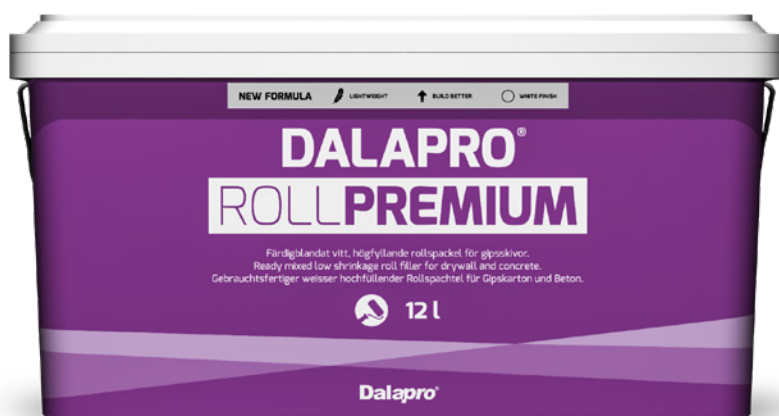 NEW FORMULA LIGHTWEIGHT BUILD BETTER WHITE FINISH
DALAPRO®
ROLLPREMIUM
Färdigblandat vitt, högfyllande rollspackel för gipsskivor.
Ready mixed low shrinkage roll filler for drywall and concrete.
Gebrauchtsfertiger weisser hochfüllender Rollspachtel für Gipskarton und Beton.
12 l
Dalapro®